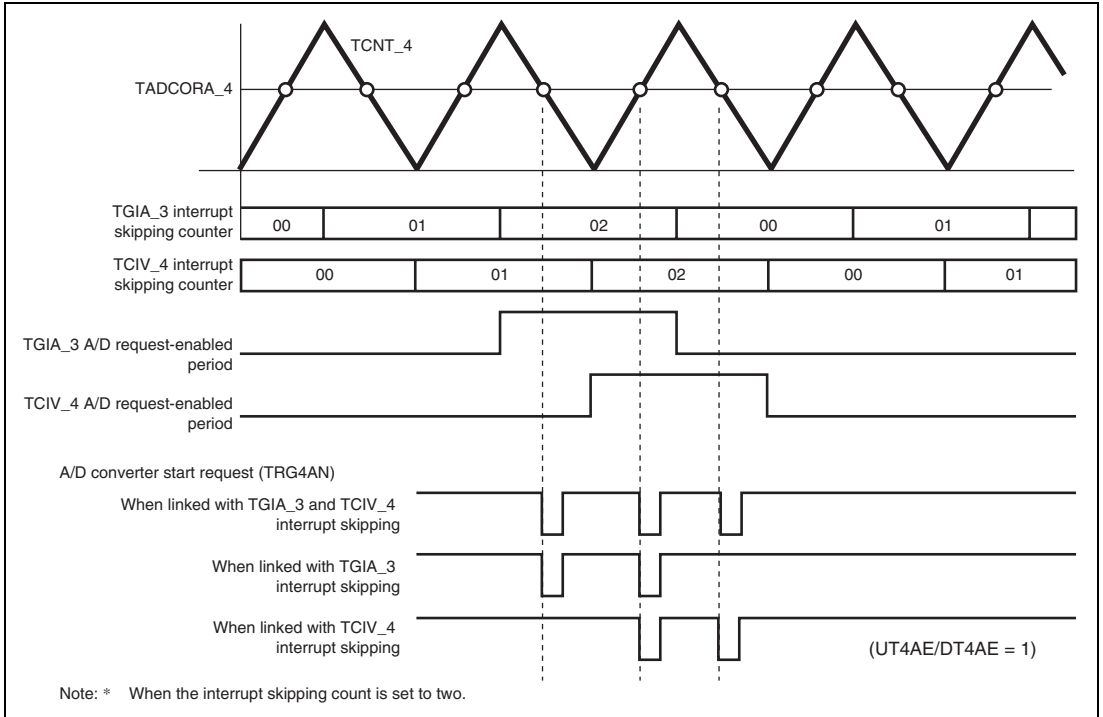 TCNT_4
TADCORA_4
TGIA_3 interrupt
skipping counter
00 01 02 00 01
TCIV_4 interrupt
skipping counter
00 01 02 00 01
TGIA_3 A/D request-enabled
period
TCIV_4 A/D request-enabled
period
A/D converter start request (TRG4AN)
When linked with TGIA_3 and TCIV_4
interrupt skipping
When linked with TGIA_3
interrupt skipping
When linked with TCIV_4
interrupt skipping
(UT4AE/DT4AE = 1)
Note: * When the interrupt skipping count is set to two.